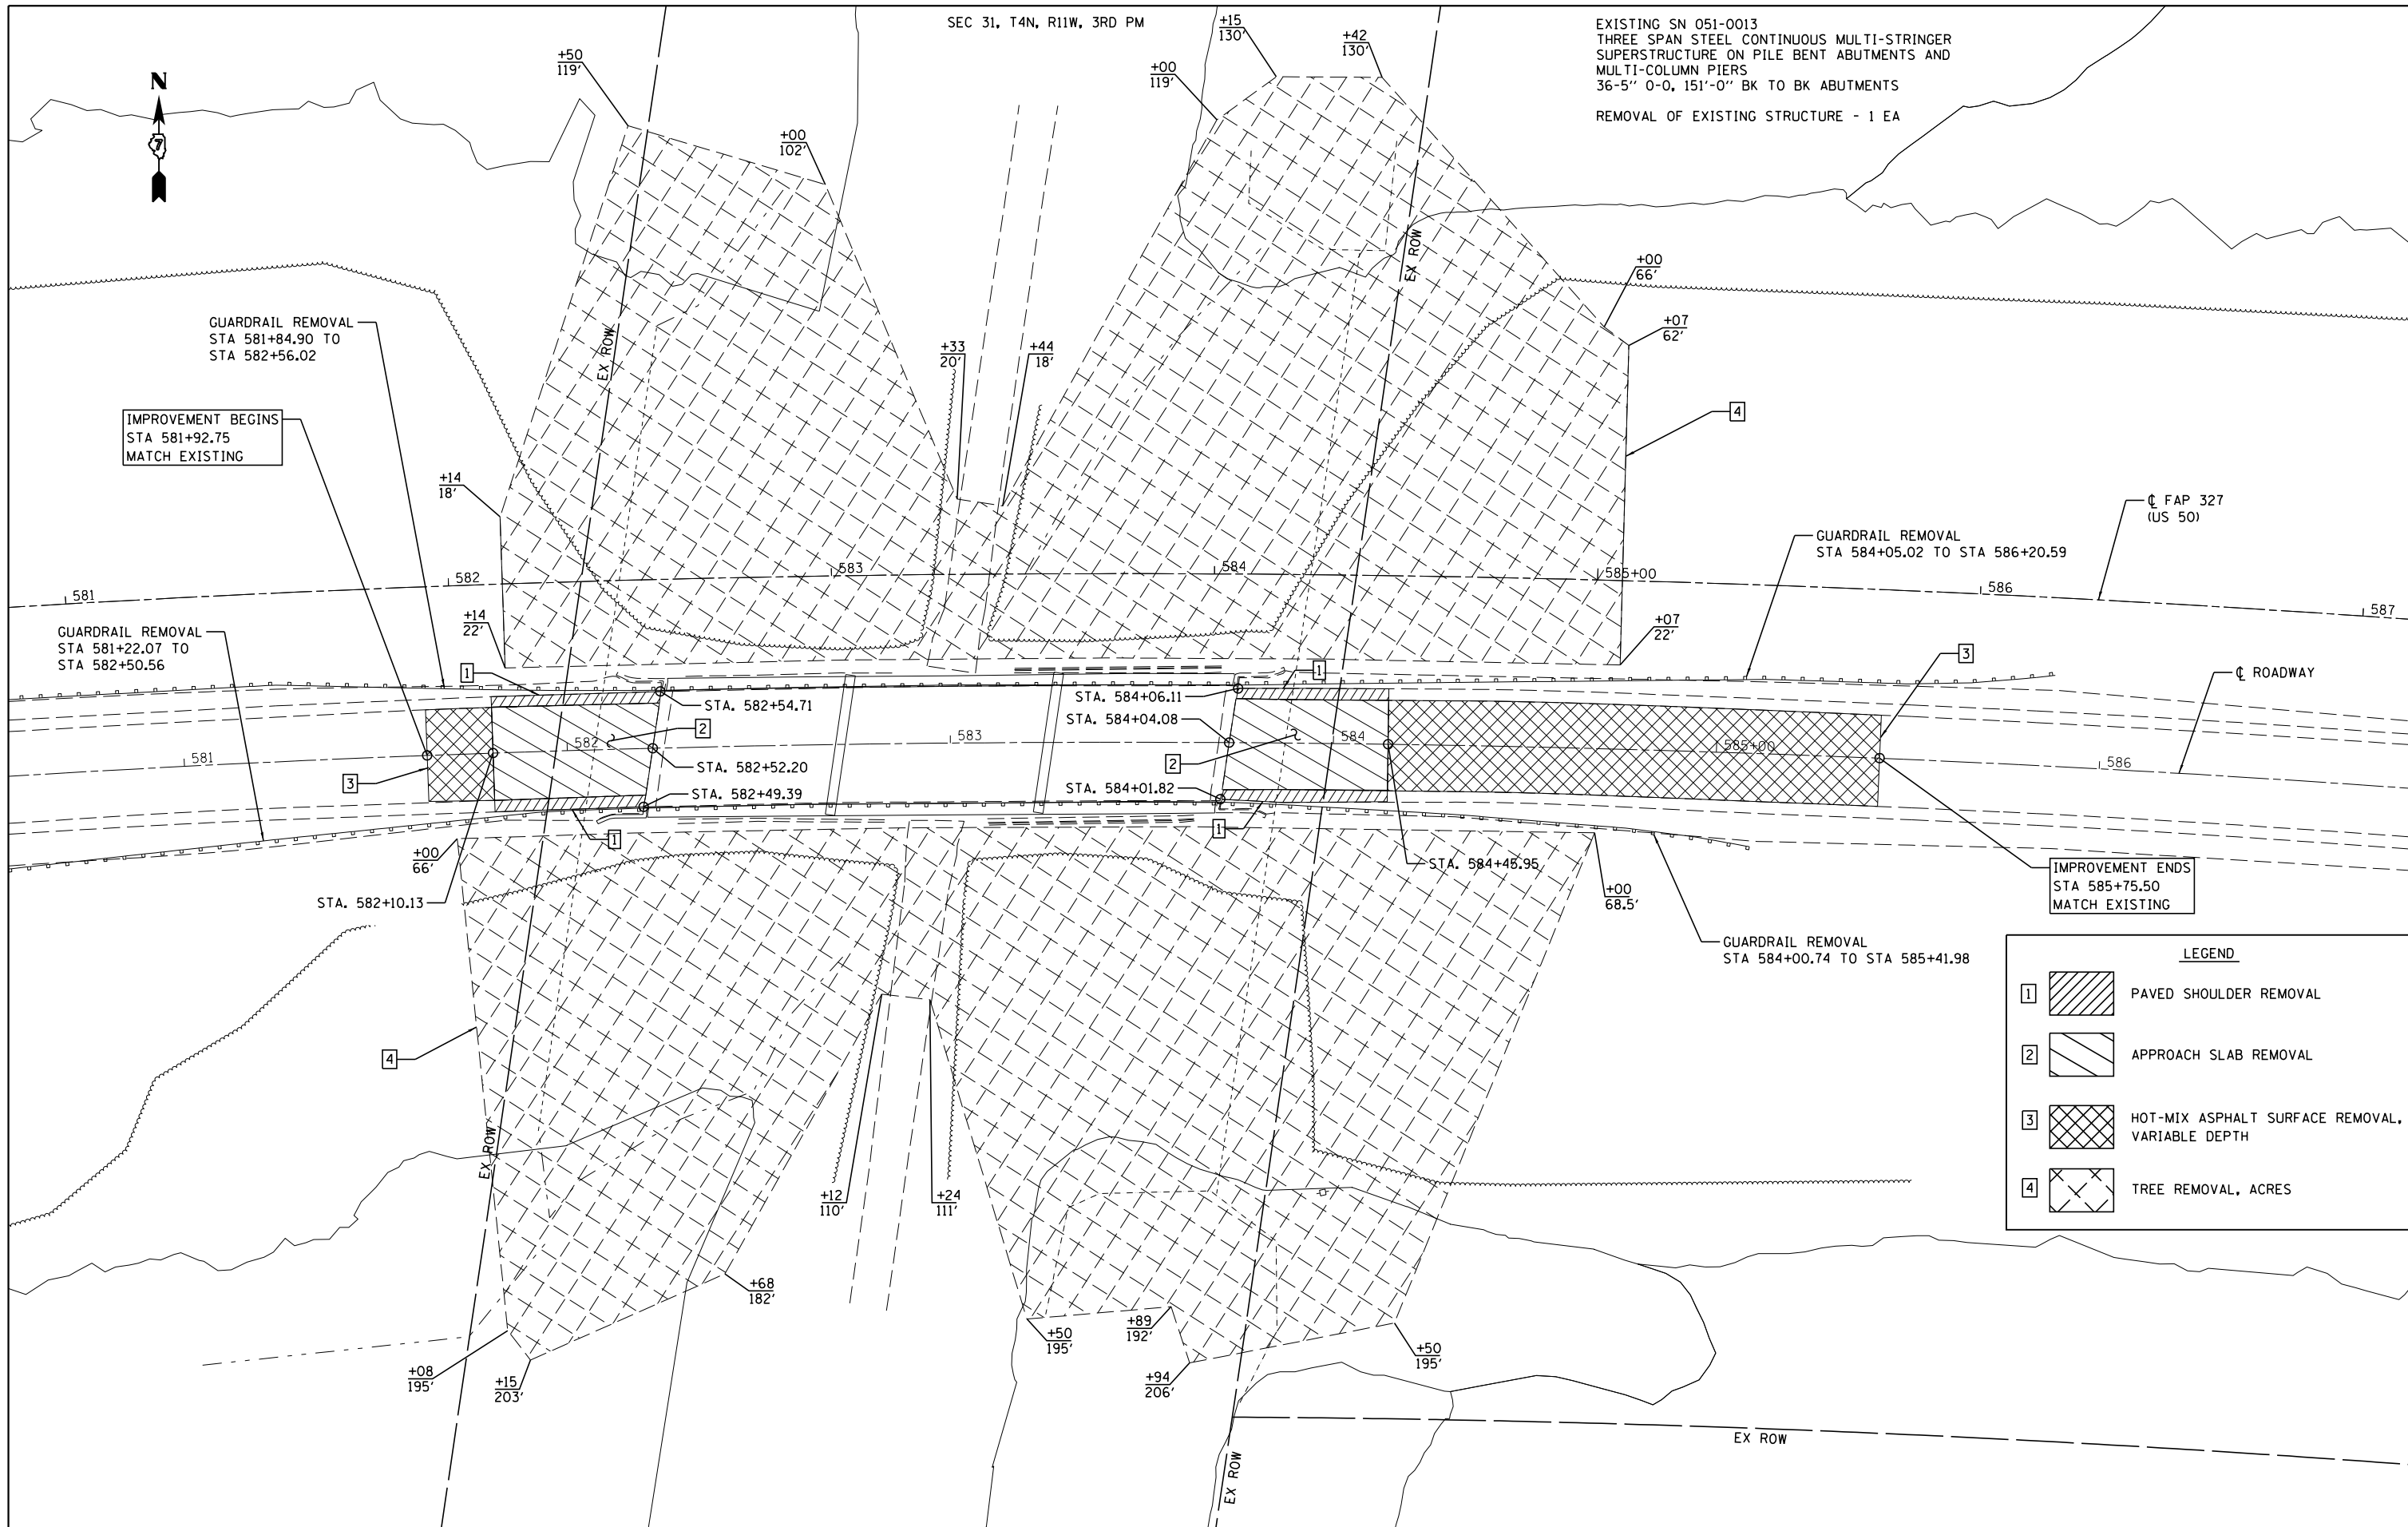 SEC 31, T4N, R11W, 3RD PM
EXISTING SN 051-0013
THREE SPAN STEEL CONTINUOUS MULTI-STRINGER
SUPERSTRUCTURE ON PILE BENT ABUTMENTS AND
MULTI-COLUMN PIERS
36-5" O-O, 151'-0" BK TO BK ABUTMENTS
REMOVAL OF EXISTING STRUCTURE - 1 EA
N
7
+50
119'
+00
102'
+00
119'
+15
130'
+42
130'
+00
66'
+07
62'
+33
20'
+44
18'
EX ROW
EX ROW
GUARDRAIL REMOVAL
STA 581+84.90 TO
STA 582+56.02
IMPROVEMENT BEGINS
STA 581+92.75
MATCH EXISTING
4
+14
18'
℄ FAP 327
(US 50)
GUARDRAIL REMOVAL
STA 584+05.02 TO STA 586+20.59
581
582
583
584
585+00
586
587
GUARDRAIL REMOVAL
STA 581+22.07 TO
STA 582+50.56
+14
22'
+07
22'
1
1
3
℄ ROADWAY
STA. 582+54.71
STA. 584+06.11
2
STA. 584+04.08
581
582
583
584
585+00
586
3
STA. 582+52.20
2
STA. 582+49.39
STA. 584+01.82
1
1
+00
66'
STA. 582+10.13
STA. 584+45.95
+00
68.5'
IMPROVEMENT ENDS
STA 585+75.50
MATCH EXISTING
GUARDRAIL REMOVAL
STA 584+00.74 TO STA 585+41.98
4
EX ROW
+12
110'
+24
111'
+68
182'
+08
195'
+15
203'
+50
195'
+89
192'
+94
206'
+50
195'
EX ROW
EX ROW
LEGEND
1 PAVED SHOULDER REMOVAL
2 APPROACH SLAB REMOVAL
3 HOT-MIX ASPHALT SURFACE REMOVAL,
VARIABLE DEPTH
4 TREE REMOVAL, ACRES